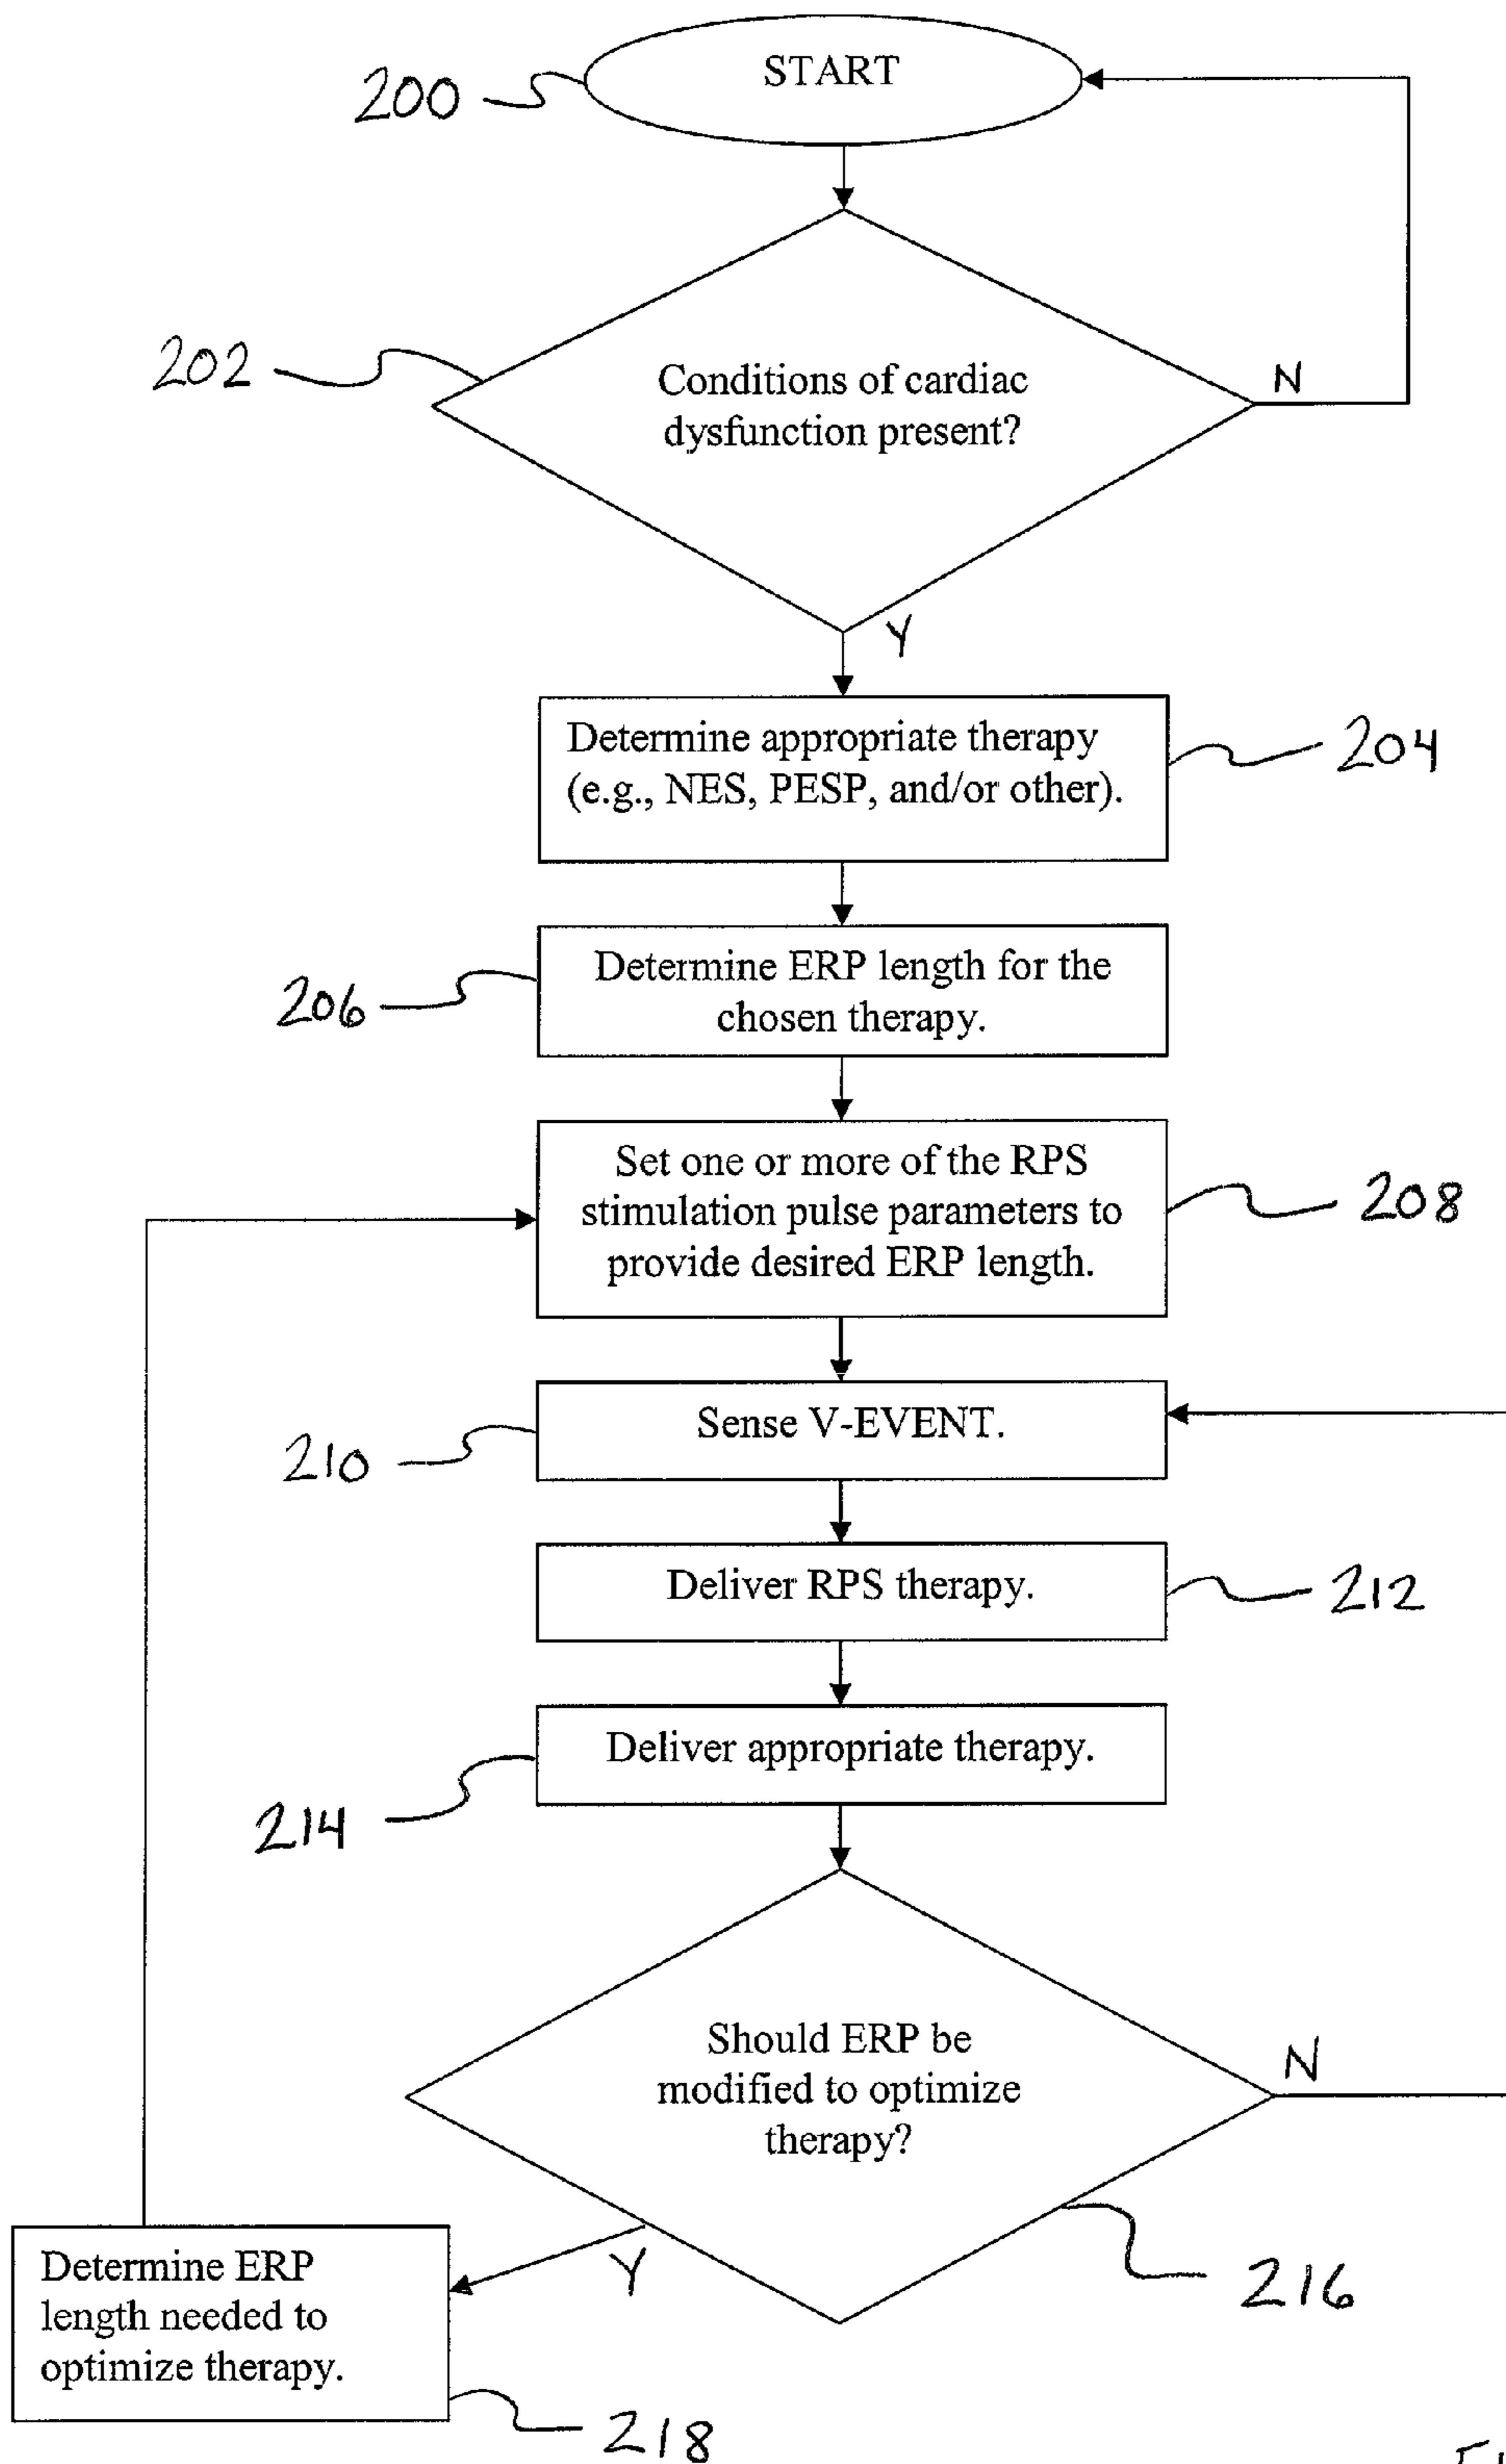 START
200
202
Conditions of cardiac
dysfunction present?
N
Y
Determine appropriate therapy
(e.g., NES, PESP, and/or other).
204
Determine ERP length for the
chosen therapy.
206
Set one or more of the RPS
stimulation pulse parameters to
provide desired ERP length.
208
Sense V-EVENT.
210
Deliver RPS therapy.
212
Deliver appropriate therapy.
214
Should ERP be
modified to optimize
therapy?
N
Y
216
Determine ERP
length needed to
optimize therapy.
218